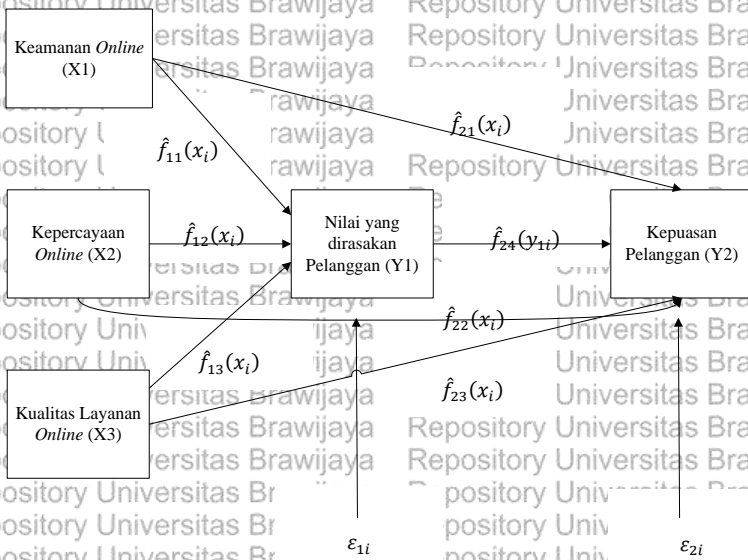 Keamanan Online
(X1)
f̂₂₁(xᵢ)
f̂₁₁(xᵢ)
Kepercayaan
Online (X2)
f̂₁₂(xᵢ)
Nilai yang
dirasakan
Pelanggan (Y1)
f̂₂₄(y₁ᵢ)
Kepuasan
Pelanggan (Y2)
f̂₂₂(xᵢ)
f̂₁₃(xᵢ)
f̂₂₃(xᵢ)
Kualitas Layanan
Online (X3)
ε₁ᵢ
ε₂ᵢ
Repository Universitas Brawijaya